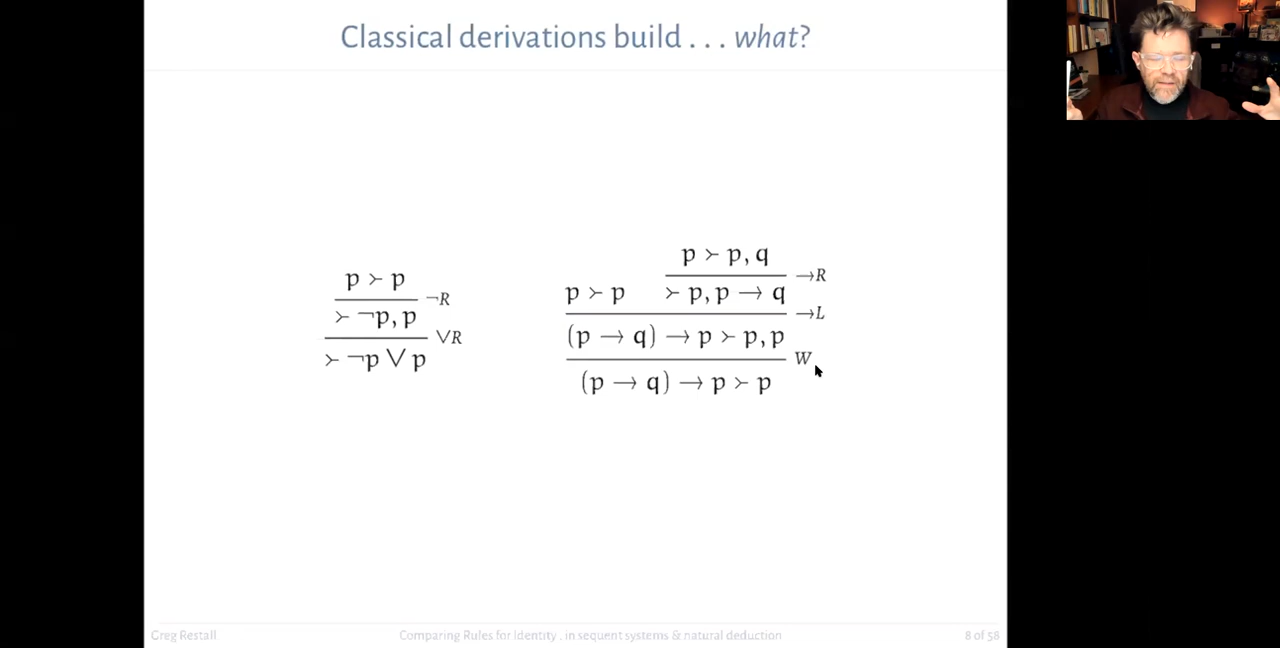 Classical derivations build . . . what?
p ≻ p
¬R
≻ ¬p, p
∨R
≻ ¬p ∨ p
p ≻ p, q
→R
p ≻ p
≻ p, p → q
→L
(p → q) → p ≻ p, p
W
(p → q) → p ≻ p
Greg Restall
Comparing Rules for Identity . in sequent systems & natural deduction
8 of 58